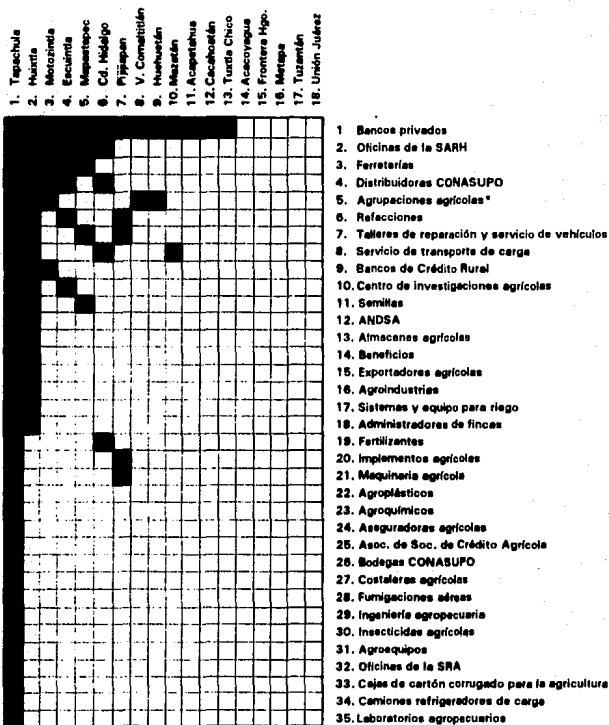 1. Tapachula
2. Huixtla
3. Motozintla
4. Escuintla
5. Mapastepec
6. Cd. Hidalgo
7. Pijijiapan
8. V. Comaltitlán
9. Huehuetán
10. Mazatán
11. Acapetahua
12. Cacahoatán
13. Tuxtla Chico
14. Acacoyagua
15. Frontera Hgo.
16. Metapa
17. Tuzantán
18. Unión Juárez
1 Bancos privados
2. Oficinas de la SARH
3. Ferreterías
4. Distribuidoras CONASUPO
5. Agrupaciones agrícolas*
6. Refacciones
7. Talleres de reparación y servicio de vehículos
8. Servicio de transporte de carga
9. Bancos de Crédito Rural
10. Centro de investigaciones agrícolas
11. Semillas
12. ANDSA
13. Almacenes agrícolas
14. Beneficios
15. Exportadores agrícolas
16. Agroindustrias
17. Sistemas y equipo para riego
18. Administradores de fincas
19. Fertilizantes
20. Implementos agrícolas
21. Maquinaria agrícola
22. Agroplásticos
23. Agroquímicos
24. Aseguradoras agrícolas
25. Asoc. de Soc. de Crédito Agrícola
26. Bodegas CONASUPO
27. Costaleras agrícolas
28. Fumigaciones aéreas
29. Ingeniería agropecuaria
30. Insecticidas agrícolas
31. Agroequipos
32. Oficinas de la SRA
33. Cajas de cartón corrugado para la agricultura
34. Camiones refrigeradores de carga
35. Laboratorios agropecuarios